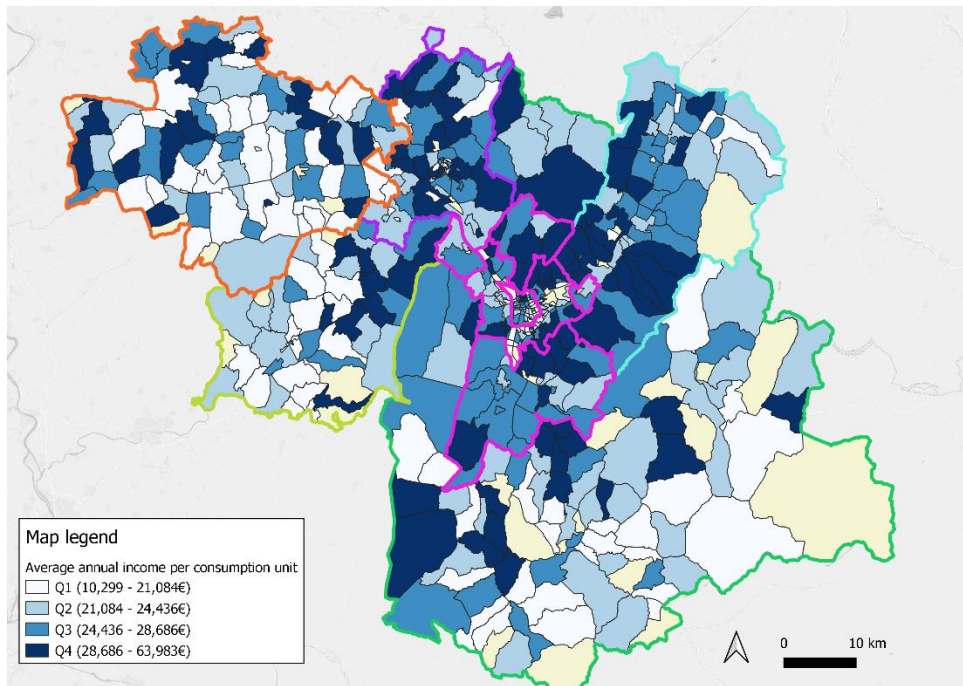 Map legend
Average annual income per consumption unit
Q1 (10,299 - 21,084€)
Q2 (21,084 - 24,436€)
Q3 (24,436 - 28,686€)
Q4 (28,686 - 63,983€)
0 10 km